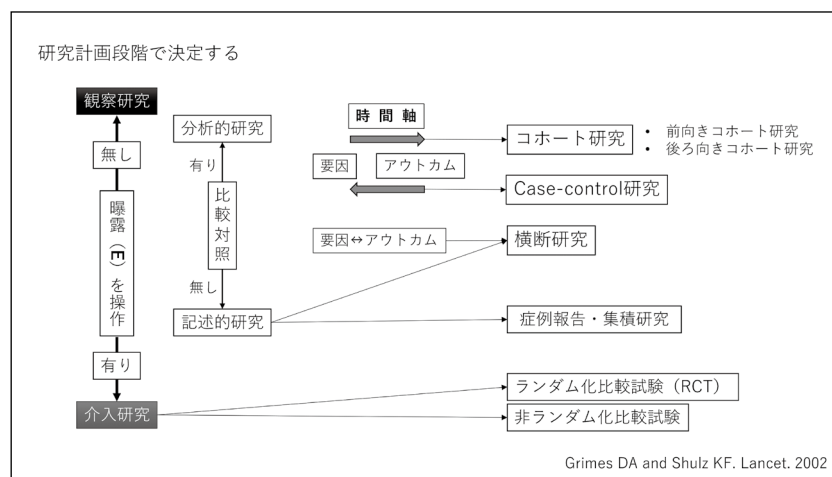 研究計画段階で決定する
観察研究
無し
曝露（E）を操作
有り
介入研究
分析的研究
有り
比較対照
無し
記述的研究
時間軸
要因
アウトカム
要因⇔アウトカム
コホート研究
• 前向きコホート研究
• 後ろ向きコホート研究
Case-control研究
横断研究
症例報告・集積研究
ランダム化比較試験（RCT）
非ランダム化比較試験
Grimes DA and Shulz KF. Lancet. 2002